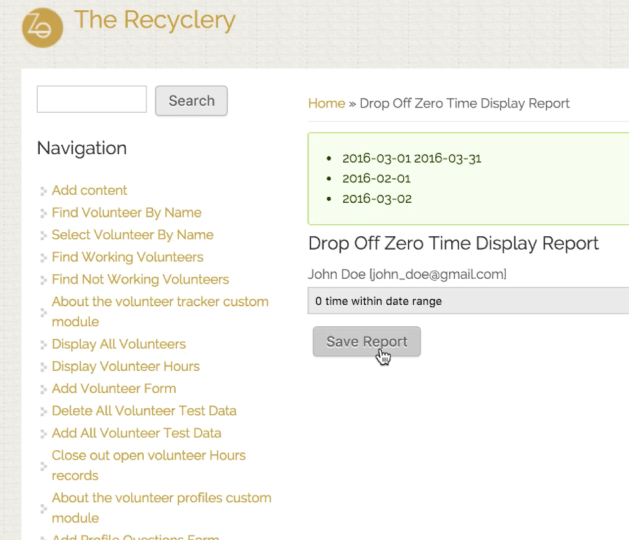 The Recyclery
Search
Home » Drop Off Zero Time Display Report
Navigation
2016-03-01 2016-03-31
2016-02-01
2016-03-02
Add content
Find Volunteer By Name
Select Volunteer By Name
Find Working Volunteers
Find Not Working Volunteers
About the volunteer tracker custom
module
Display All Volunteers
Display Volunteer Hours
Add Volunteer Form
Delete All Volunteer Test Data
Add All Volunteer Test Data
Close out open volunteer Hours
records
About the volunteer profiles custom
module
Add Profile Questions Form
Drop Off Zero Time Display Report
John Doe [john_doe@gmail.com]
0 time within date range
Save Report